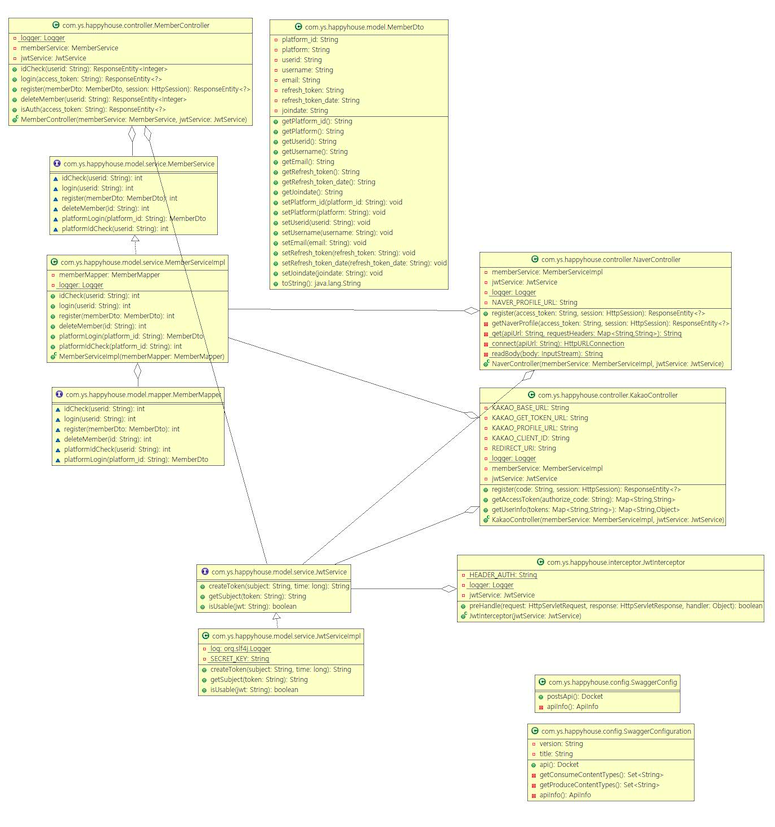 com.ys.happyhouse.controller.MemberController
logger: Logger
memberService: MemberService
jwtService: JwtService
idCheck(userid: String): ResponseEntity<Integer>
login(access_token: String): ResponseEntity<?>
register(memberDto: MemberDto, session: HttpSession): ResponseEntity<?>
deleteMember(userid: String): ResponseEntity<Integer>
isAuth(access_token: String): ResponseEntity<?>
MemberController(memberService: MemberService, jwtService: JwtService)
com.ys.happyhouse.model.service.MemberService
idCheck(userid: String): int
login(userid: String): int
register(memberDto: MemberDto): int
deleteMember(id: String): int
platformLogin(platform_id: String): MemberDto
platformIdCheck(userid: String): int
com.ys.happyhouse.model.service.MemberServiceImpl
memberMapper: MemberMapper
logger: Logger
idCheck(userid: String): int
login(userid: String): int
register(memberDto: MemberDto): int
deleteMember(id: String): int
platformLogin(platform_id: String): MemberDto
platformIdCheck(platform_id: String): int
MemberServiceImpl(memberMapper: MemberMapper)
com.ys.happyhouse.model.mapper.MemberMapper
idCheck(userid: String): int
login(userid: String): int
register(memberDto: MemberDto): int
deleteMember(id: String): int
platformIdCheck(userid: String): int
platformLogin(platform_id: String): MemberDto
com.ys.happyhouse.model.MemberDto
platform_id: String
platform: String
userid: String
username: String
email: String
refresh_token: String
refresh_token_date: String
joindate: String
getPlatform_id(): String
getPlatform(): String
getUserid(): String
getUsername(): String
getEmail(): String
getRefresh_token(): String
getRefresh_token_date(): String
getJoindate(): String
setPlatform_id(platform_id: String): void
setPlatform(platform: String): void
setUserid(userid: String): void
setUsername(username: String): void
setEmail(email: String): void
setRefresh_token(refresh_token: String): void
setRefresh_token_date(refresh_token_date: String): void
setJoindate(joindate: String): void
toString(): java.lang.String
com.ys.happyhouse.controller.NaverController
memberService: MemberServiceImpl
jwtService: JwtService
logger: Logger
NAVER_PROFILE_URL: String
register(access_token: String, session: HttpSession): ResponseEntity<?>
getNaverProfile(access_token: String, session: HttpSession): ResponseEntity<?>
get(apiUrl: String, requestHeaders: Map<String,String>): String
connect(apiUrl: String): HttpURLConnection
readBody(body: InputStream): String
NaverController(memberService: MemberServiceImpl, jwtService: JwtService)
com.ys.happyhouse.controller.KakaoController
KAKAO_BASE_URL: String
KAKAO_GET_TOKEN_URL: String
KAKAO_PROFILE_URL: String
KAKAO_CLIENT_ID: String
REDIRECT_URI: String
logger: Logger
memberService: MemberServiceImpl
jwtService: JwtService
register(code: String, session: HttpSession): ResponseEntity<?>
getAccessToken(authorize_code: String): Map<String,String>
getUserInfo(tokens: Map<String,String>): Map<String,Object>
KakaoController(memberService: MemberServiceImpl, jwtService: JwtService)
com.ys.happyhouse.model.service.JwtService
createToken(subject: String, time: long): String
getSubject(token: String): String
isUsable(jwt: String): boolean
com.ys.happyhouse.model.service.JwtServiceImpl
log: org.slf4j.Logger
SECRET_KEY: String
createToken(subject: String, time: long): String
getSubject(token: String): String
isUsable(jwt: String): boolean
com.ys.happyhouse.interceptor.JwtInterceptor
HEADER_AUTH: String
logger: Logger
jwtService: JwtService
preHandle(request: HttpServletRequest, response: HttpServletResponse, handler: Object): boolean
JwtInterceptor(jwtService: JwtService)
com.ys.happyhouse.config.SwaggerConfig
postsApi(): Docket
apiInfo(): ApiInfo
com.ys.happyhouse.config.SwaggerConfiguration
version: String
title: String
api(): Docket
getConsumeContentTypes(): Set<String>
getProduceContentTypes(): Set<String>
apiInfo(): ApiInfo